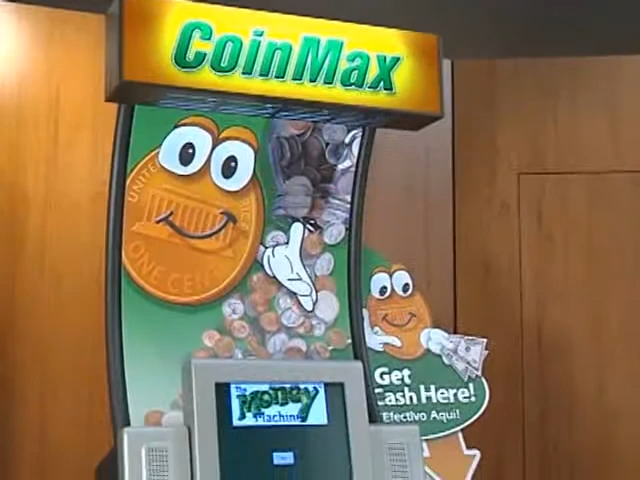 CoinMax
UNITED
ONE CENT
Get
Cash Here!
Efectivo Aqui!
The
Money
Machine